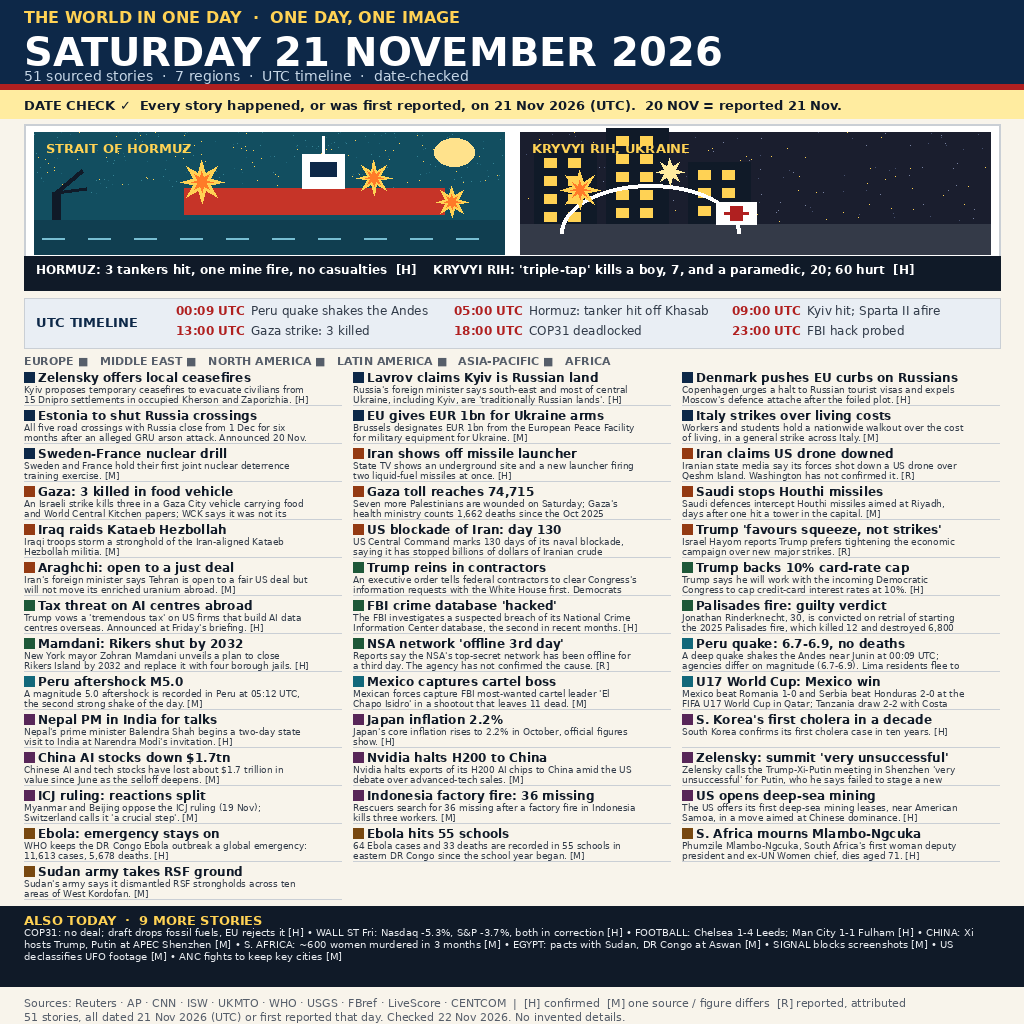 THE WORLD IN ONE DAY · ONE DAY, ONE IMAGE
SATURDAY 21 NOVEMBER 2026
51 sourced stories · 7 regions · UTC timeline · date-checked
DATE CHECK ✓ Every story happened, or was first reported, on 21 Nov 2026 (UTC). 20 NOV = reported 21 Nov.
STRAIT OF HORMUZ
KRYVYI RIH, UKRAINE
HORMUZ: 3 tankers hit, one mine fire, no casualties [H] KRYVYI RIH: 'triple-tap' kills a boy, 7, and a paramedic, 20; 60 hurt [H]
UTC TIMELINE
00:09 UTC Peru quake shakes the Andes
05:00 UTC Hormuz: tanker hit off Khasab
09:00 UTC Kyiv hit; Sparta II afire
13:00 UTC Gaza strike: 3 killed
18:00 UTC COP31 deadlocked
23:00 UTC FBI hack probed
EUROPE ■ MIDDLE EAST ■ NORTH AMERICA ■ LATIN AMERICA ■ ASIA-PACIFIC ■ AFRICA
Zelensky offers local ceasefires
Kyiv proposes temporary ceasefires to evacuate civilians from
15 Dnipro settlements in occupied Kherson and Zaporizhia. [H]
Lavrov claims Kyiv is Russian land
Russia's foreign minister says south-east and most of central
Ukraine, including Kyiv, are 'traditionally Russian lands'. [H]
Denmark pushes EU curbs on Russians
Copenhagen urges a halt to Russian tourist visas and expels
Moscow's defence attache after the foiled plot. [H]
Estonia to shut Russia crossings
All five road crossings with Russia close from 1 Dec for six
months after an alleged GRU arson attack. Announced 20 Nov.
EU gives EUR 1bn for Ukraine arms
Brussels designates EUR 1bn from the European Peace Facility
for military equipment for Ukraine. [M]
Italy strikes over living costs
Workers and students hold a nationwide walkout over the cost
of living, in a general strike across Italy. [M]
Sweden-France nuclear drill
Sweden and France hold their first joint nuclear deterrence
training exercise. [M]
Iran shows off missile launcher
State TV shows an underground site and a new launcher firing
two liquid-fuel missiles at once. [H]
Iran claims US drone downed
Iranian state media say its forces shot down a US drone over
Qeshm Island. Washington has not confirmed it. [R]
Gaza: 3 killed in food vehicle
An Israeli strike kills three in a Gaza City vehicle carrying food
and World Central Kitchen papers; WCK says it was not its
Gaza toll reaches 74,715
Seven more Palestinians are wounded on Saturday; Gaza's
health ministry counts 1,662 deaths since the Oct 2025
Saudi stops Houthi missiles
Saudi defences intercept Houthi missiles aimed at Riyadh,
days after one hit a tower in the capital. [M]
Iraq raids Kataeb Hezbollah
Iraqi troops storm a stronghold of the Iran-aligned Kataeb
Hezbollah militia. [M]
US blockade of Iran: day 130
US Central Command marks 130 days of its naval blockade,
saying it has stopped billions of dollars of Iranian crude
Trump 'favours squeeze, not strikes'
Israel Hayom reports Trump prefers tightening the economic
campaign over new major strikes. [R]
Araghchi: open to a just deal
Iran's foreign minister says Tehran is open to a fair US deal but
will not move its enriched uranium abroad. [M]
Trump reins in contractors
An executive order tells federal contractors to clear Congress's
information requests with the White House first. Democrats
Trump backs 10% card-rate cap
Trump says he will work with the incoming Democratic
Congress to cap credit-card interest rates at 10%. [H]
Tax threat on AI centres abroad
Trump vows a 'tremendous tax' on US firms that build AI data
centres overseas. Announced at Friday's briefing. [H]
FBI crime database 'hacked'
The FBI investigates a suspected breach of its National Crime
Information Center database, the second in recent months. [H]
Palisades fire: guilty verdict
Jonathan Rinderknecht, 30, is convicted on retrial of starting
the 2025 Palisades fire, which killed 12 and destroyed 6,800
Mamdani: Rikers shut by 2032
New York mayor Zohran Mamdani unveils a plan to close
Rikers Island by 2032 and replace it with four borough jails. [H]
NSA network 'offline 3rd day'
Reports say the NSA's top-secret network has been offline for
a third day. The agency has not confirmed the cause. [R]
Peru quake: 6.7-6.9, no deaths
A deep quake shakes the Andes near Junin at 00:09 UTC;
agencies differ on magnitude (6.7-6.9). Lima residents flee to
Peru aftershock M5.0
A magnitude 5.0 aftershock is recorded in Peru at 05:12 UTC,
the second strong shake of the day. [M]
Mexico captures cartel boss
Mexican forces capture FBI most-wanted cartel leader 'El
Chapo Isidro' in a shootout that leaves 11 dead. [M]
U17 World Cup: Mexico win
Mexico beat Romania 1-0 and Serbia beat Honduras 2-0 at the
FIFA U17 World Cup in Qatar; Tanzania draw 2-2 with Costa
Nepal PM in India for talks
Nepal's prime minister Balendra Shah begins a two-day state
visit to India at Narendra Modi's invitation. [H]
Japan inflation 2.2%
Japan's core inflation rises to 2.2% in October, official figures
show. [H]
S. Korea's first cholera in a decade
South Korea confirms its first cholera case in ten years. [H]
China AI stocks down $1.7tn
Chinese AI and tech stocks have lost about $1.7 trillion in
value since June as the selloff deepens. [M]
Nvidia halts H200 to China
Nvidia halts exports of its H200 AI chips to China amid the US
debate over advanced-tech sales. [M]
Zelensky: summit 'very unsuccessful'
Zelensky calls the Trump-Xi-Putin meeting in Shenzhen 'very
unsuccessful' for Putin, who he says failed to stage a new
ICJ ruling: reactions split
Myanmar and Beijing oppose the ICJ ruling (19 Nov);
Switzerland calls it 'a crucial step'. [M]
Indonesia factory fire: 36 missing
Rescuers search for 36 missing after a factory fire in Indonesia
kills three workers. [M]
US opens deep-sea mining
The US offers its first deep-sea mining leases, near American
Samoa, in a move aimed at Chinese dominance. [H]
Ebola: emergency stays on
WHO keeps the DR Congo Ebola outbreak a global emergency:
11,613 cases, 5,678 deaths. [H]
Ebola hits 55 schools
64 Ebola cases and 33 deaths are recorded in 55 schools in
eastern DR Congo since the school year began. [M]
S. Africa mourns Mlambo-Ngcuka
Phumzile Mlambo-Ngcuka, South Africa's first woman deputy
president and ex-UN Women chief, dies aged 71. [H]
Sudan army takes RSF ground
Sudan's army says it dismantled RSF strongholds across ten
areas of West Kordofan. [M]
ALSO TODAY · 9 MORE STORIES
COP31: no deal; draft drops fossil fuels, EU rejects it [H] • WALL ST Fri: Nasdaq -5.3%, S&P -3.7%, both in correction [H] • FOOTBALL: Chelsea 1-4 Leeds; Man City 1-1 Fulham [H] • CHINA: Xi
hosts Trump, Putin at APEC Shenzhen [M] • S. AFRICA: ~600 women murdered in 3 months [M] • EGYPT: pacts with Sudan, DR Congo at Aswan [M] • SIGNAL blocks screenshots [M] • US
declassifies UFO footage [M] • ANC fights to keep key cities [M]
Sources: Reuters · AP · CNN · ISW · UKMTO · WHO · USGS · FBref · LiveScore · CENTCOM | [H] confirmed [M] one source / figure differs [R] reported, attributed
51 stories, all dated 21 Nov 2026 (UTC) or first reported that day. Checked 22 Nov 2026. No invented details.